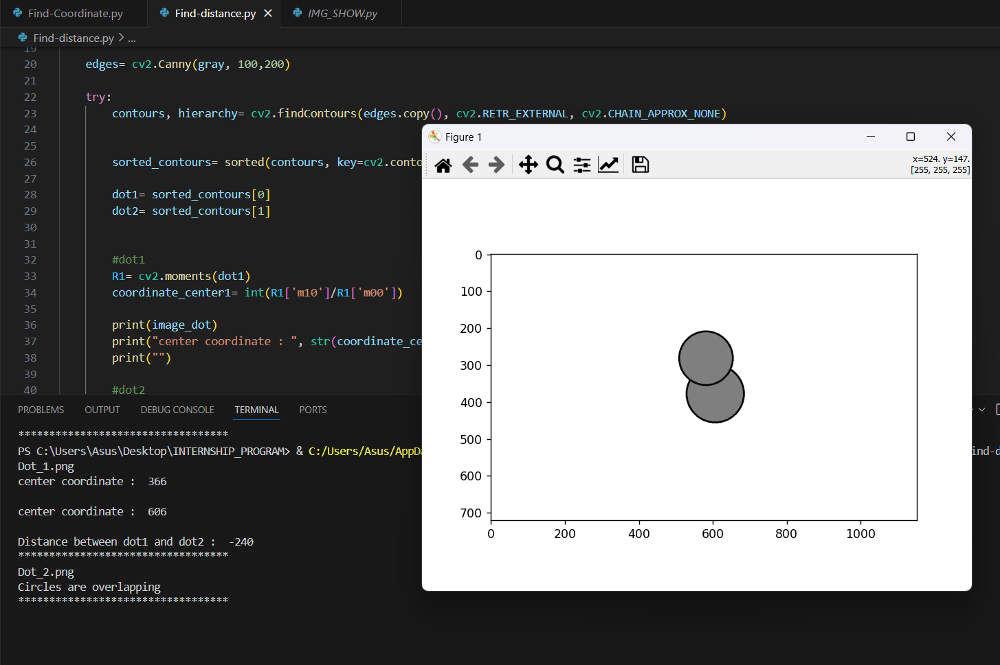 Find-Coordinate.py Find-distance.py IMG_SHOW.py
Find-distance.py > ...
19
20 edges= cv2.Canny(gray, 100,200)
21
22 try:
23 contours, hierarchy= cv2.findContours(edges.copy(), cv2.RETR_EXTERNAL, cv2.CHAIN_APPROX_NONE)
24
25
26 sorted_contours= sorted(contours, key=cv2.conto
27
28 dot1= sorted_contours[0]
29 dot2= sorted_contours[1]
30
31
32 #dot1
33 R1= cv2.moments(dot1)
34 coordinate_center1= int(R1['m10']/R1['m00'])
35
36 print(image_dot)
37 print("center coordinate : ", str(coordinate_ce
38 print("")
39
40 #dot2
Figure 1
x=524. y=147.
[255, 255, 255]
0
100
200
300
400
500
600
700
0 200 400 600 800 1000
PROBLEMS OUTPUT DEBUG CONSOLE TERMINAL PORTS
**********************************
PS C:\Users\Asus\Desktop\INTERNSHIP_PROGRAM> & C:/Users/Asus/AppDa ind-d
Dot_1.png
center coordinate :  366
center coordinate :  606
Distance between dot1 and dot2 :  -240
**********************************
Dot_2.png
Circles are overlapping
**********************************